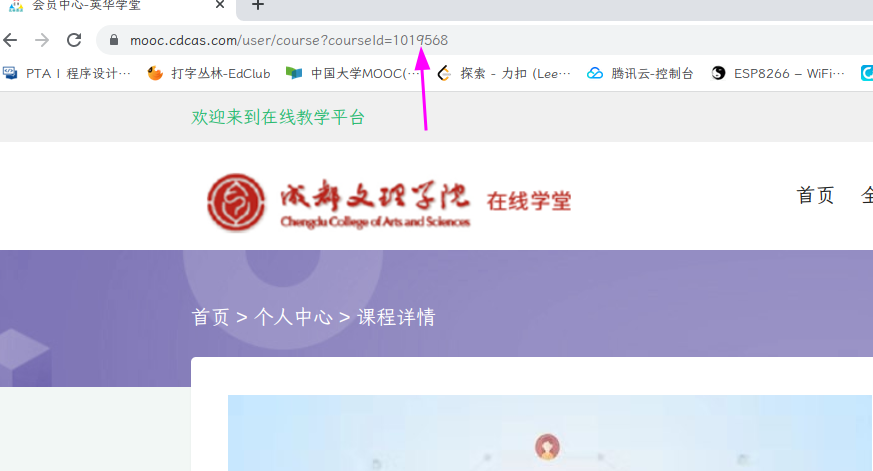 会员中心-英华学堂
mooc.cdcas.com/user/course?courseId=1019568
PTA | 程序设计…
打字丛林-EdClub
中国大学MOOC(…
探索 - 力扣 (Lee…
腾讯云-控制台
ESP8266 – WiFi…
欢迎来到在线教学平台
成都文理学院 在线学堂
Chengdu College of Arts and Sciences
首页
首页 > 个人中心 > 课程详情